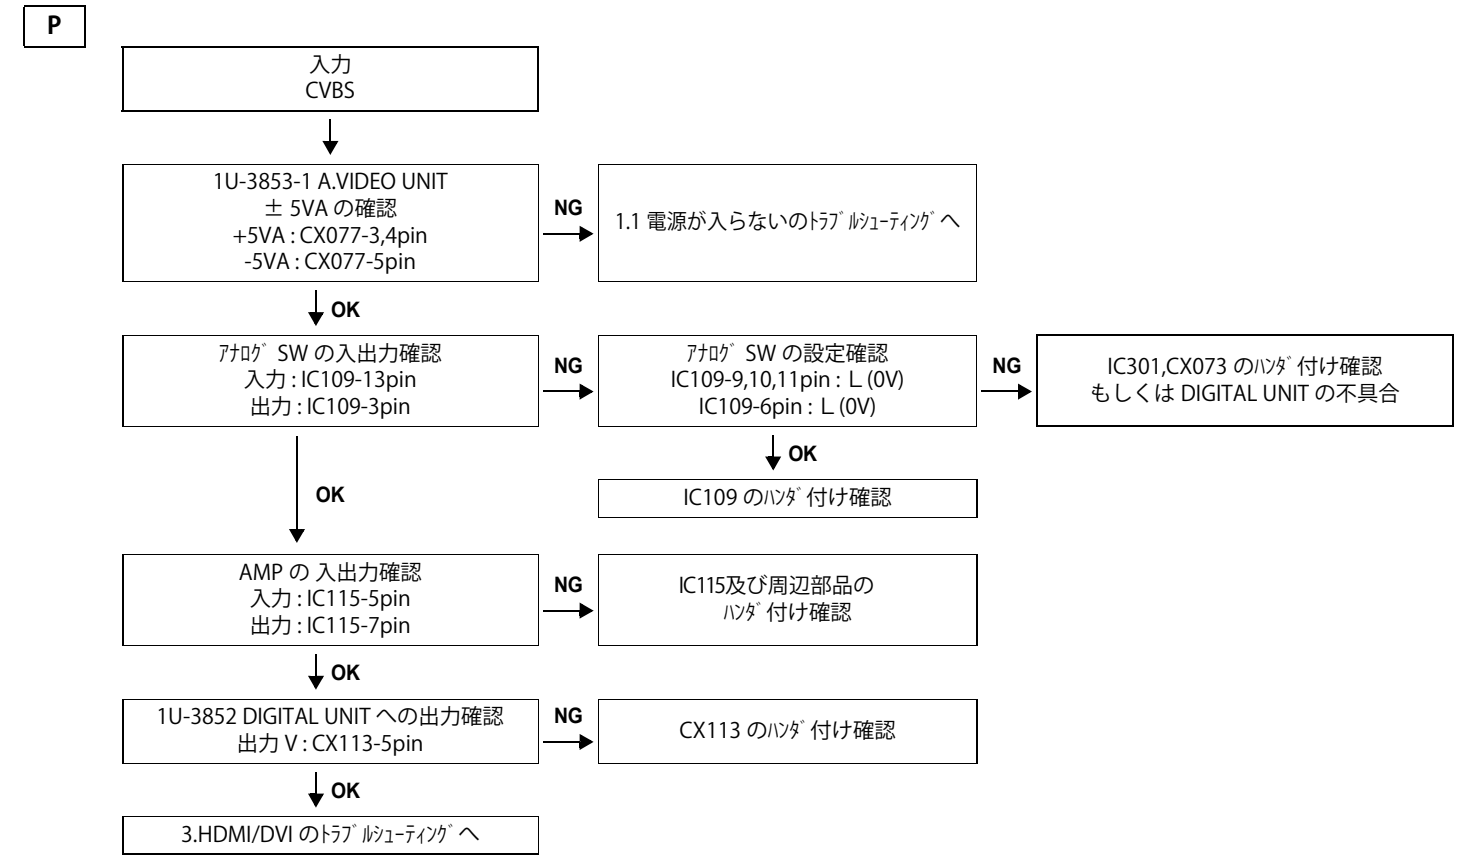 P
入力
CVBS
1U-3853-1 A.VIDEO UNIT
± 5VA の確認
+5VA : CX077-3,4pin
-5VA : CX077-5pin
NG
1.1 電源が入らないのﾄﾗﾌﾞﾙｼｭｰﾃｨﾝｸﾞへ
OK
ｱﾅﾛｸﾞ SW の入出力確認
入力 : IC109-13pin
出力 : IC109-3pin
NG
ｱﾅﾛｸﾞ SW の設定確認
IC109-9,10,11pin : L (0V)
IC109-6pin : L (0V)
NG
IC301,CX073 のﾊﾝﾀﾞ付け確認
もしくは DIGITAL UNIT の不具合
OK
IC109 のﾊﾝﾀﾞ付け確認
OK
AMP の 入出力確認
入力 : IC115-5pin
出力 : IC115-7pin
NG
IC115及び周辺部品の
ﾊﾝﾀﾞ付け確認
OK
1U-3852 DIGITAL UNIT への出力確認
出力 V : CX113-5pin
NG
CX113 のﾊﾝﾀﾞ付け確認
OK
3.HDMI/DVI のﾄﾗﾌﾞﾙｼｭｰﾃｨﾝｸﾞへ